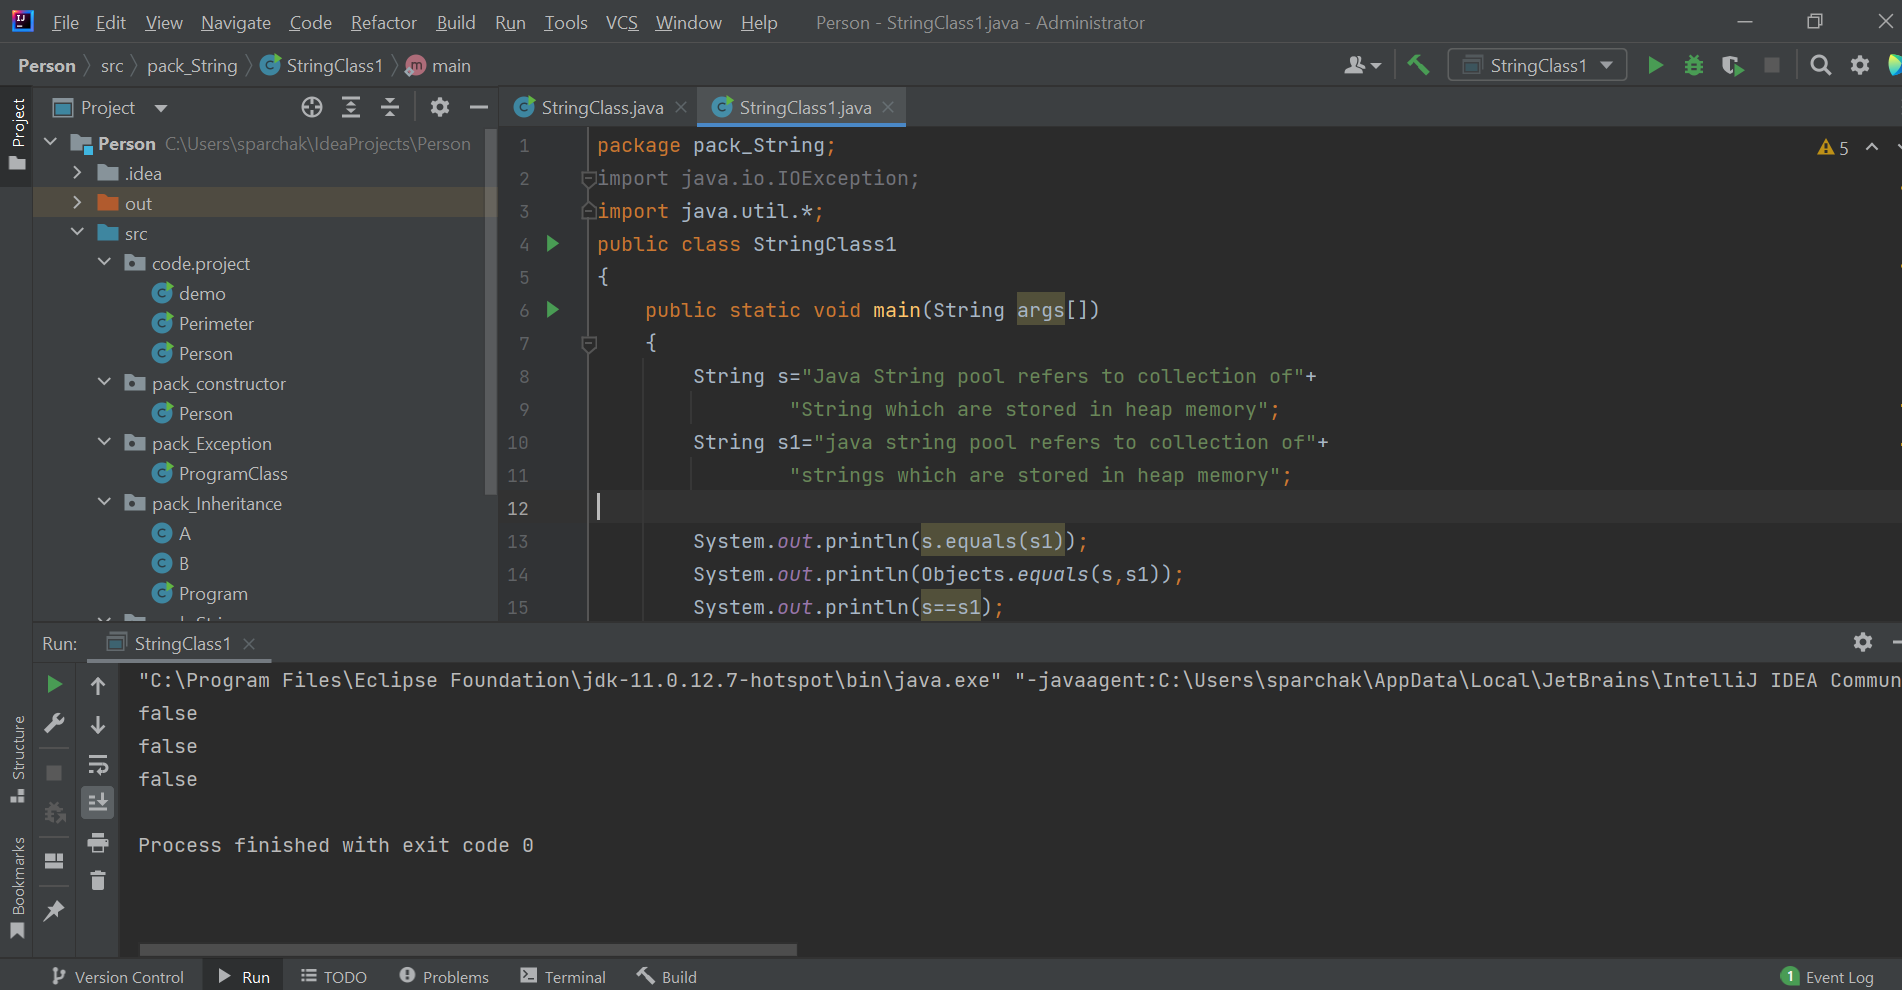 File Edit View Navigate Code Refactor Build Run Tools VCS Window Help Person - StringClass1.java - Administrator
Person src pack_String StringClass1 main StringClass1
Project
Project
StringClass.java StringClass1.java
Person C:\Users\sparchak\IdeaProjects\Person
.idea
out
src
code.project
demo
Perimeter
Person
pack_constructor
Person
pack_Exception
ProgramClass
pack_Inheritance
A
B
Program
5
1 package pack_String;
2 import java.io.IOException;
3 import java.util.*;
4 public class StringClass1
5 {
6 public static void main(String args[])
7 {
8 String s="Java String pool refers to collection of"+
9 "String which are stored in heap memory";
10 String s1="java string pool refers to collection of"+
11 "strings which are stored in heap memory";
12
13 System.out.println(s.equals(s1));
14 System.out.println(Objects.equals(s,s1));
15 System.out.println(s==s1);
Run: StringClass1
"C:\Program Files\Eclipse Foundation\jdk-11.0.12.7-hotspot\bin\java.exe" "-javaagent:C:\Users\sparchak\AppData\Local\JetBrains\IntelliJ IDEA Commun
false
false
false
Process finished with exit code 0
Structure
Bookmarks
Version Control Run TODO Problems Terminal Build 1 Event Log